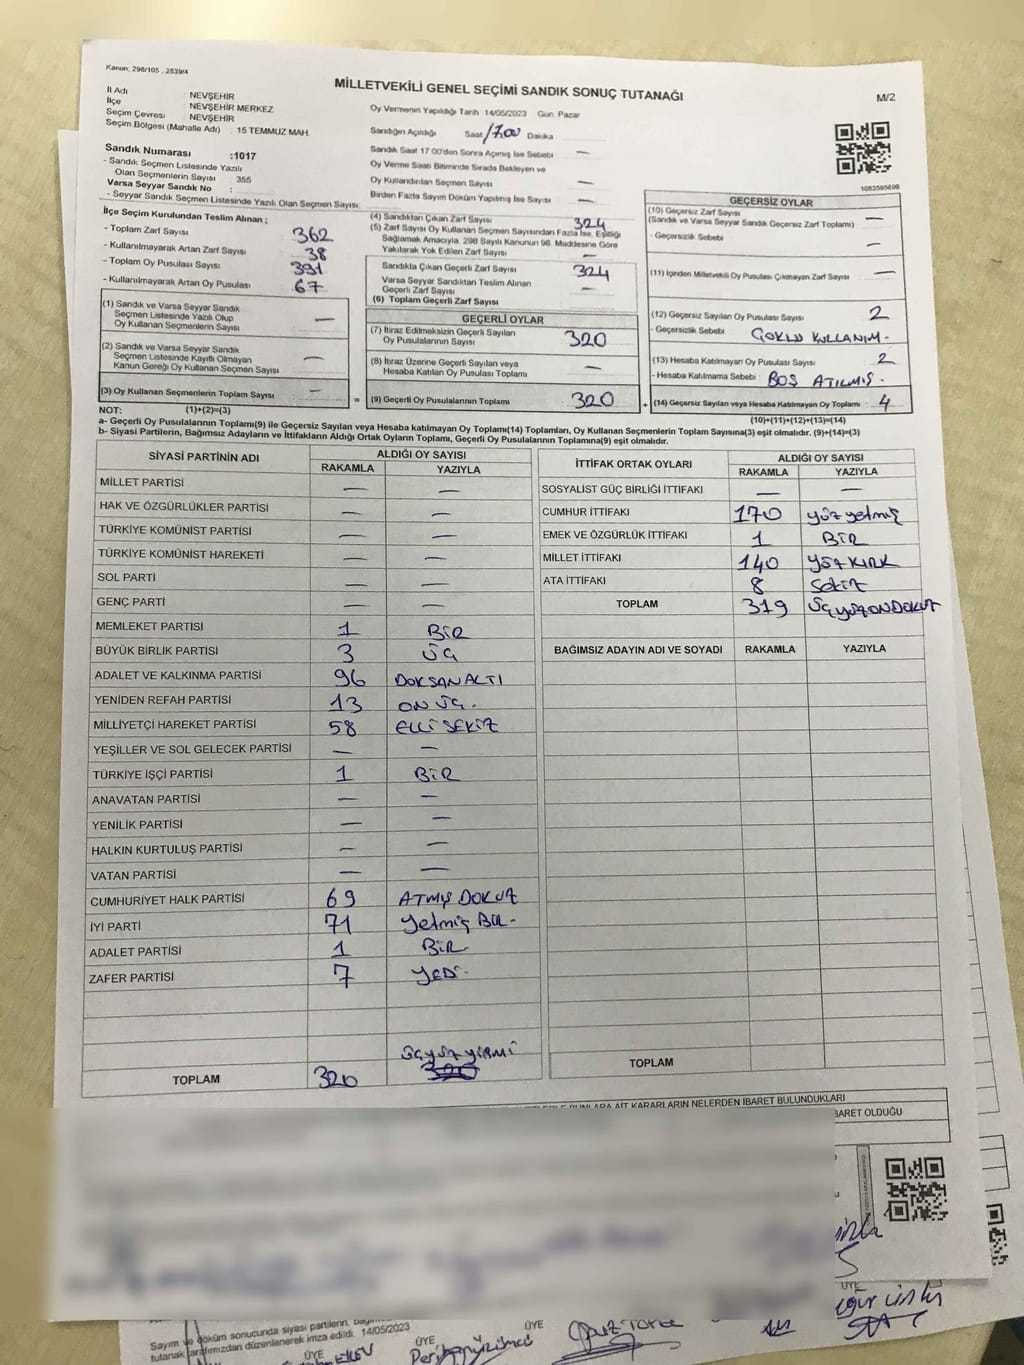 Kanun: 298/105 , 2839/4
MİLLETVEKİLİ GENEL SEÇİMİ SANDIK SONUÇ TUTANAĞI
M/2
İl Adı : NEVŞEHİR
İlçe : NEVŞEHİR MERKEZ
Seçim Çevresi : NEVŞEHİR
Seçim Bölgesi (Mahalle Adı) : 15 TEMMUZ MAH.
Oy Vermenin Yapıldığı Tarih 14/05/2023 Gün: Pazar
Sandığın Açıldığı Saat 17.00 Dakika
Sandık Saat 17:00'den Sonra Açımış İse Sebebi —
Oy Verme Saati Bitiminde Sırada Bekleyen ve
Oy Kullandırılan Seçmen Sayısı —
Birden Fazla Sayım Döküm Yapılmış İse Sayısı —
Sandık Numarası :1017
- Sandık Seçmen Listesinde Yazılı
Olan Seçmenlerin Sayısı : 355
Varsa Seyyar Sandık No :
- Seyyar Sandık Seçmen Listesinde Yazılı Olan Seçmen Sayısı:
1083595699
İlçe Seçim Kurulundan Teslim Alınan ;
- Toplam Zarf Sayısı 362
- Kullanılmayarak Artan Zarf Sayısı 38
- Toplam Oy Pusulası Sayısı 391
- Kullanılmayarak Artan Oy Pusulası 67
(1) Sandık ve Varsa Seyyar Sandık
Seçmen Listesinde Yazılı Olup
Oy Kullanan Seçmenlerin Sayısı —
(2) Sandık ve Varsa Seyyar Sandık
Seçmen Listesinde Kayıtlı Olmayan
Kanun Gereği Oy Kullanan Seçmen Sayısı —
(3) Oy Kullanan Seçmenlerin Toplam Sayısı —
(4) Sandıktan Çıkan Zarf Sayısı 324
(5) Zarf Sayısı Oy Kullanan Seçmen Sayısından Fazla İse, Eşitliği
Sağlamak Amacıyla, 298 Sayılı Kanunun 98. Maddesine Göre
Yakılarak Yok Edilen Zarf Sayısı —
Sandıkta Çıkan Geçerli Zarf Sayısı 324
Varsa Seyyar Sandıktan Teslim Alınan
Geçerli Zarf Sayısı —
(6) Toplam Geçerli Zarf Sayısı
GEÇERLİ OYLAR
(7) İtiraz Edilmeksizin Geçerli Sayılan
Oy Pusulalarının Sayısı 320
(8) İtiraz Üzerine Geçerli Sayılan veya
Hesaba Katılan Oy Pusulası Toplamı —
= (9) Geçerli Oy Pusulalarının Toplamı 320
GEÇERSİZ OYLAR
(10) Geçersiz Zarf Sayısı
(Sandık ve Varsa Seyyar Sandık Geçersiz Zarf Toplamı) —
- Geçersizlik Sebebi —
(11) İçinden Milletvekili Oy Pusulası Çıkmayan Zarf Sayısı —
(12) Geçersiz Sayılan Oy Pusulası Sayısı 2
- Geçersizlik Sebebi ÇOKLU KULLANIM.
(13) Hesaba Katılmayan Oy Pusulası Sayısı 2
- Hesaba Katılmama Sebebi BOŞ ATILMIŞ.
+ (14) Geçersiz Sayılan veya Hesaba Katılmayan Oy Toplamı 4
NOT: (1)+(2)=(3) (10)+(11)+(12)+(13)=(14)
a- Geçerli Oy Pusulalarının Toplamı(9) ile Geçersiz Sayılan veya Hesaba Katılmayan Oy Toplamı(14) Toplamları, Oy Kullanan Seçmenlerin Toplam Sayısına(3) eşit olmalıdır. (9)+(14)=(3)
b- Siyasi Partilerin, Bağımsız Adayların ve İttifakların Aldığı Ortak Oyların Toplamı, Geçerli Oy Pusulalarının Toplamına(9) eşit olmalıdır.
SİYASİ PARTİNİN ADI ALDIĞI OY SAYISI
RAKAMLA YAZIYLA
MİLLET PARTİSİ — —
HAK VE ÖZGÜRLÜKLER PARTİSİ — —
TÜRKİYE KOMÜNİST PARTİSİ — —
TÜRKİYE KOMÜNİST HAREKETİ — —
SOL PARTİ — —
GENÇ PARTİ — —
MEMLEKET PARTİSİ 1 BİR
BÜYÜK BİRLİK PARTİSİ 3 ÜÇ
ADALET VE KALKINMA PARTİSİ 96 DOKSANALTI
YENİDEN REFAH PARTİSİ 13 ON ÜÇ.
MİLLİYETÇİ HAREKET PARTİSİ 58 ELLİ SEKİZ
YEŞİLLER VE SOL GELECEK PARTİSİ — —
TÜRKİYE İŞÇİ PARTİSİ 1 BİR
ANAVATAN PARTİSİ — —
YENİLİK PARTİSİ — —
HALKIN KURTULUŞ PARTİSİ — —
VATAN PARTİSİ — —
CUMHURİYET HALK PARTİSİ 69 ATMIŞ DOKUZ
İYİ PARTİ 71 Yetmiş BİR-
ADALET PARTİSİ 1 BİR
ZAFER PARTİSİ 7 YEDİ-
üçyüz yirmi
TOPLAM 320 320
İTTİFAK ORTAK OYLARI ALDIĞI OY SAYISI
RAKAMLA YAZIYLA
SOSYALİST GÜÇ BİRLİĞİ İTTİFAKI — —
CUMHUR İTTİFAKI 170 yüz yetmiş
EMEK VE ÖZGÜRLÜK İTTİFAKI 1 BİR
MİLLET İTTİFAKI 140 YÜZ KIRK
ATA İTTİFAKI 8 Sekiz
TOPLAM 319 ÜçyüzONDOKUZ
BAĞIMSIZ ADAYIN ADI VE SOYADI RAKAMLA YAZIYLA
TOPLAM
AİT KARARLARIN NELERDEN İBARET BULUNDUKLARI
BARET OLDUĞU
Sayım ve döküm sonucunda siyasi partilerin,
tutanak tarafımızdan düzenlenerek imza edildi. 14/05/2023
ÜYE
ÜYE
ÜYE
ÜYE